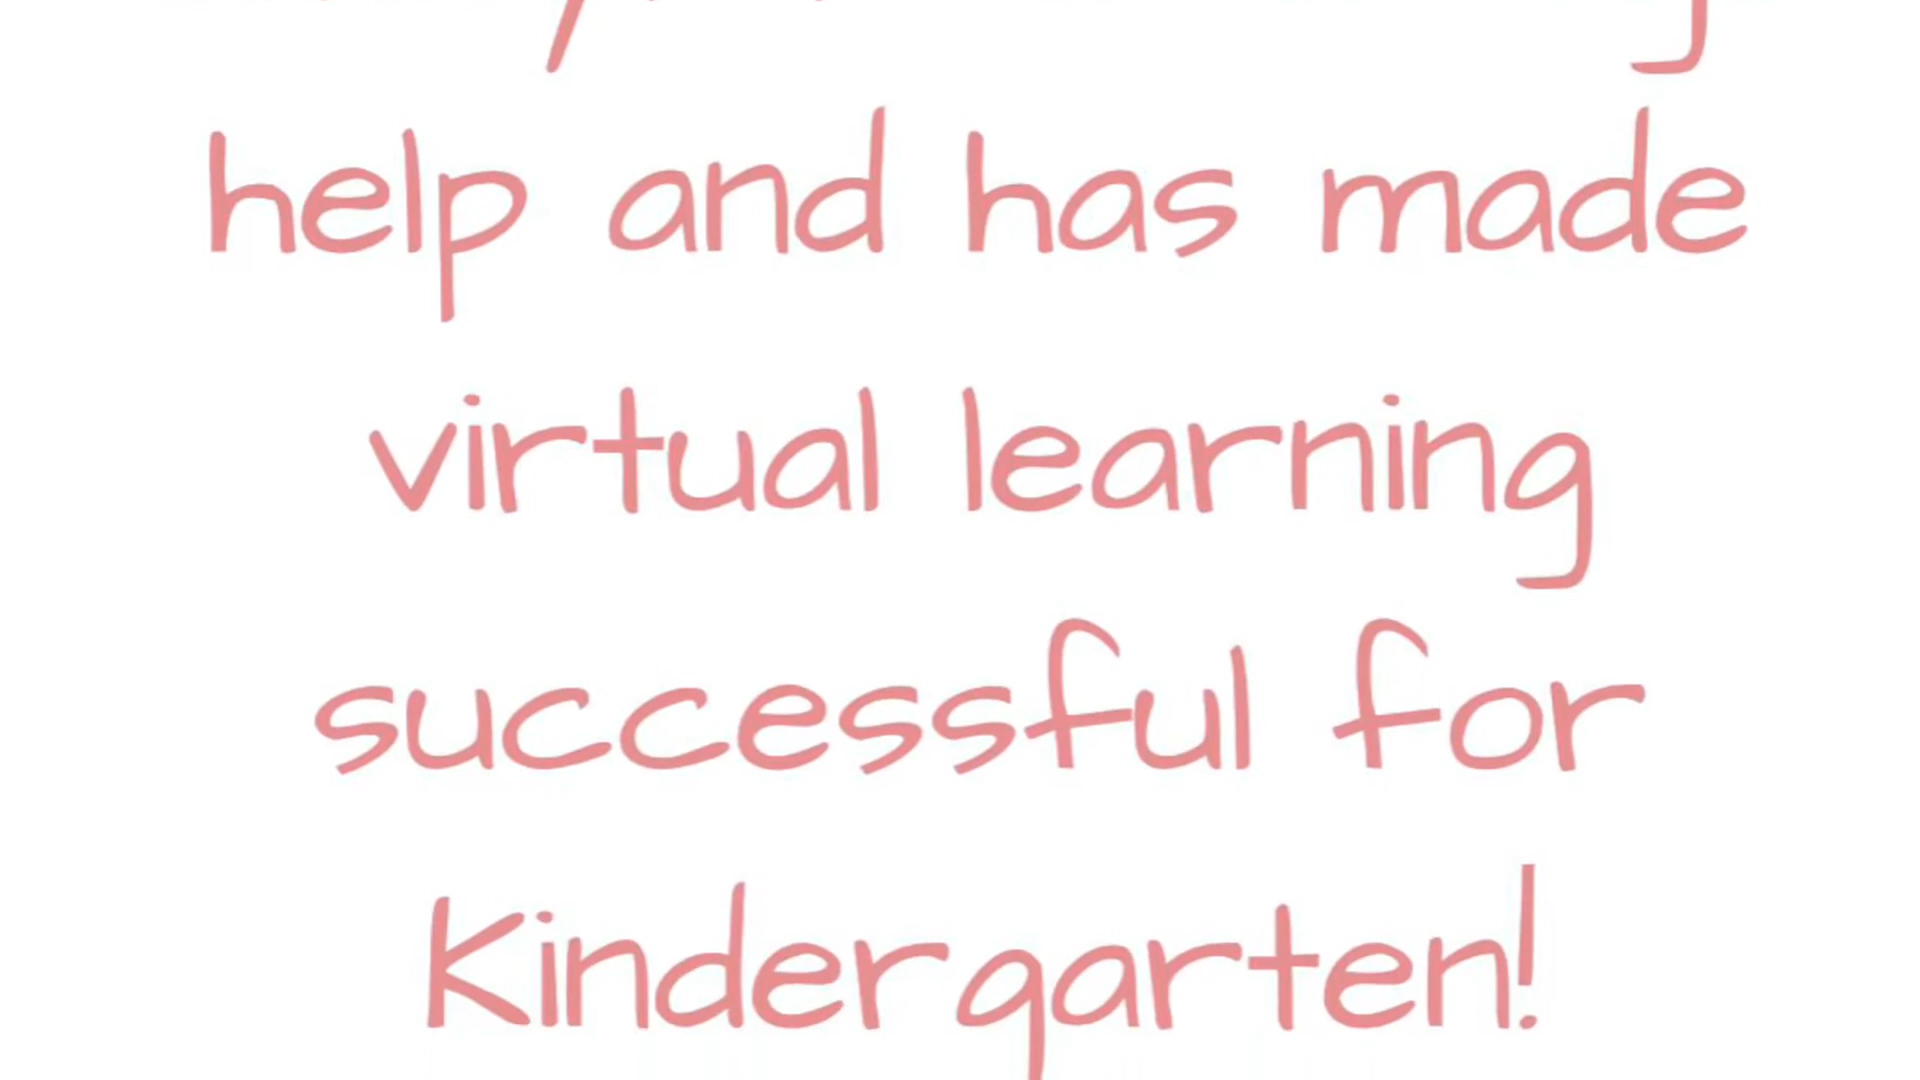 help and has made
virtual learning
successful for
Kindergarten!